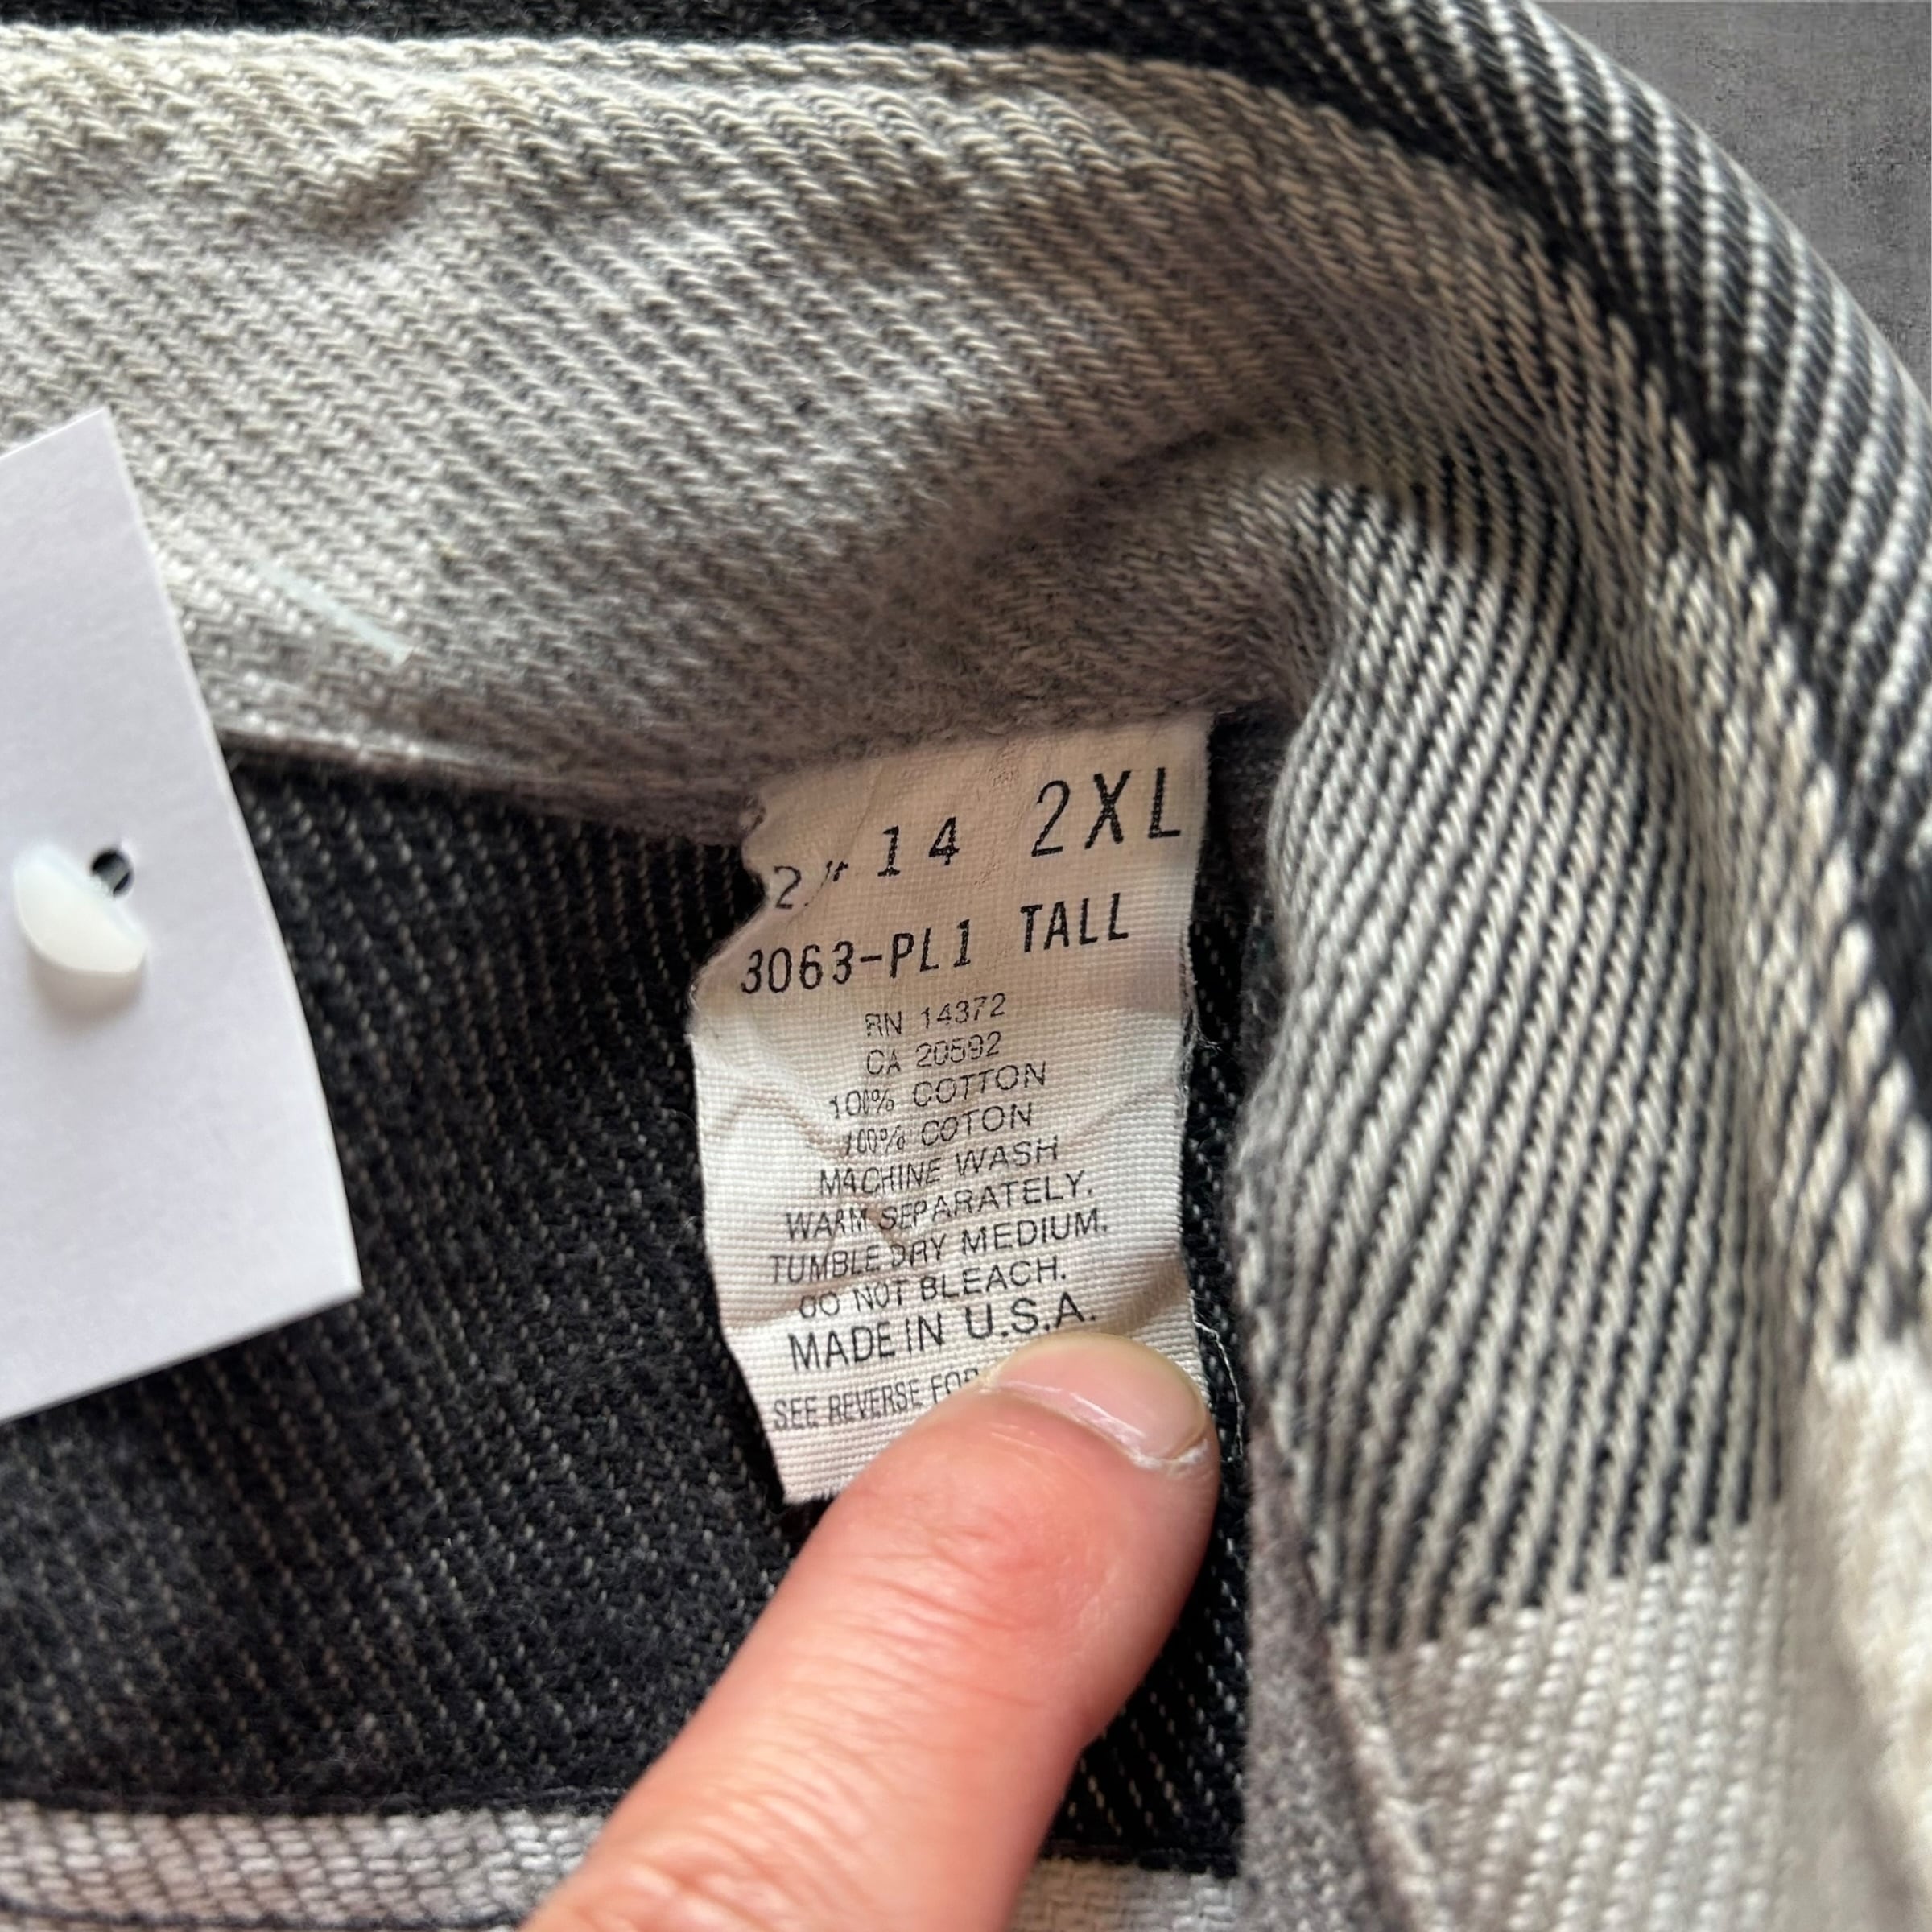 14 2XL
3063-PL1 TALL
RN 14372
CA 20592
100% COTTON
100% COTON
MACHINE WASH
WARM SEPARATELY.
TUMBLE DRY MEDIUM.
DO NOT BLEACH.
MADE IN U.S.A.
SEE REVERSE FOR